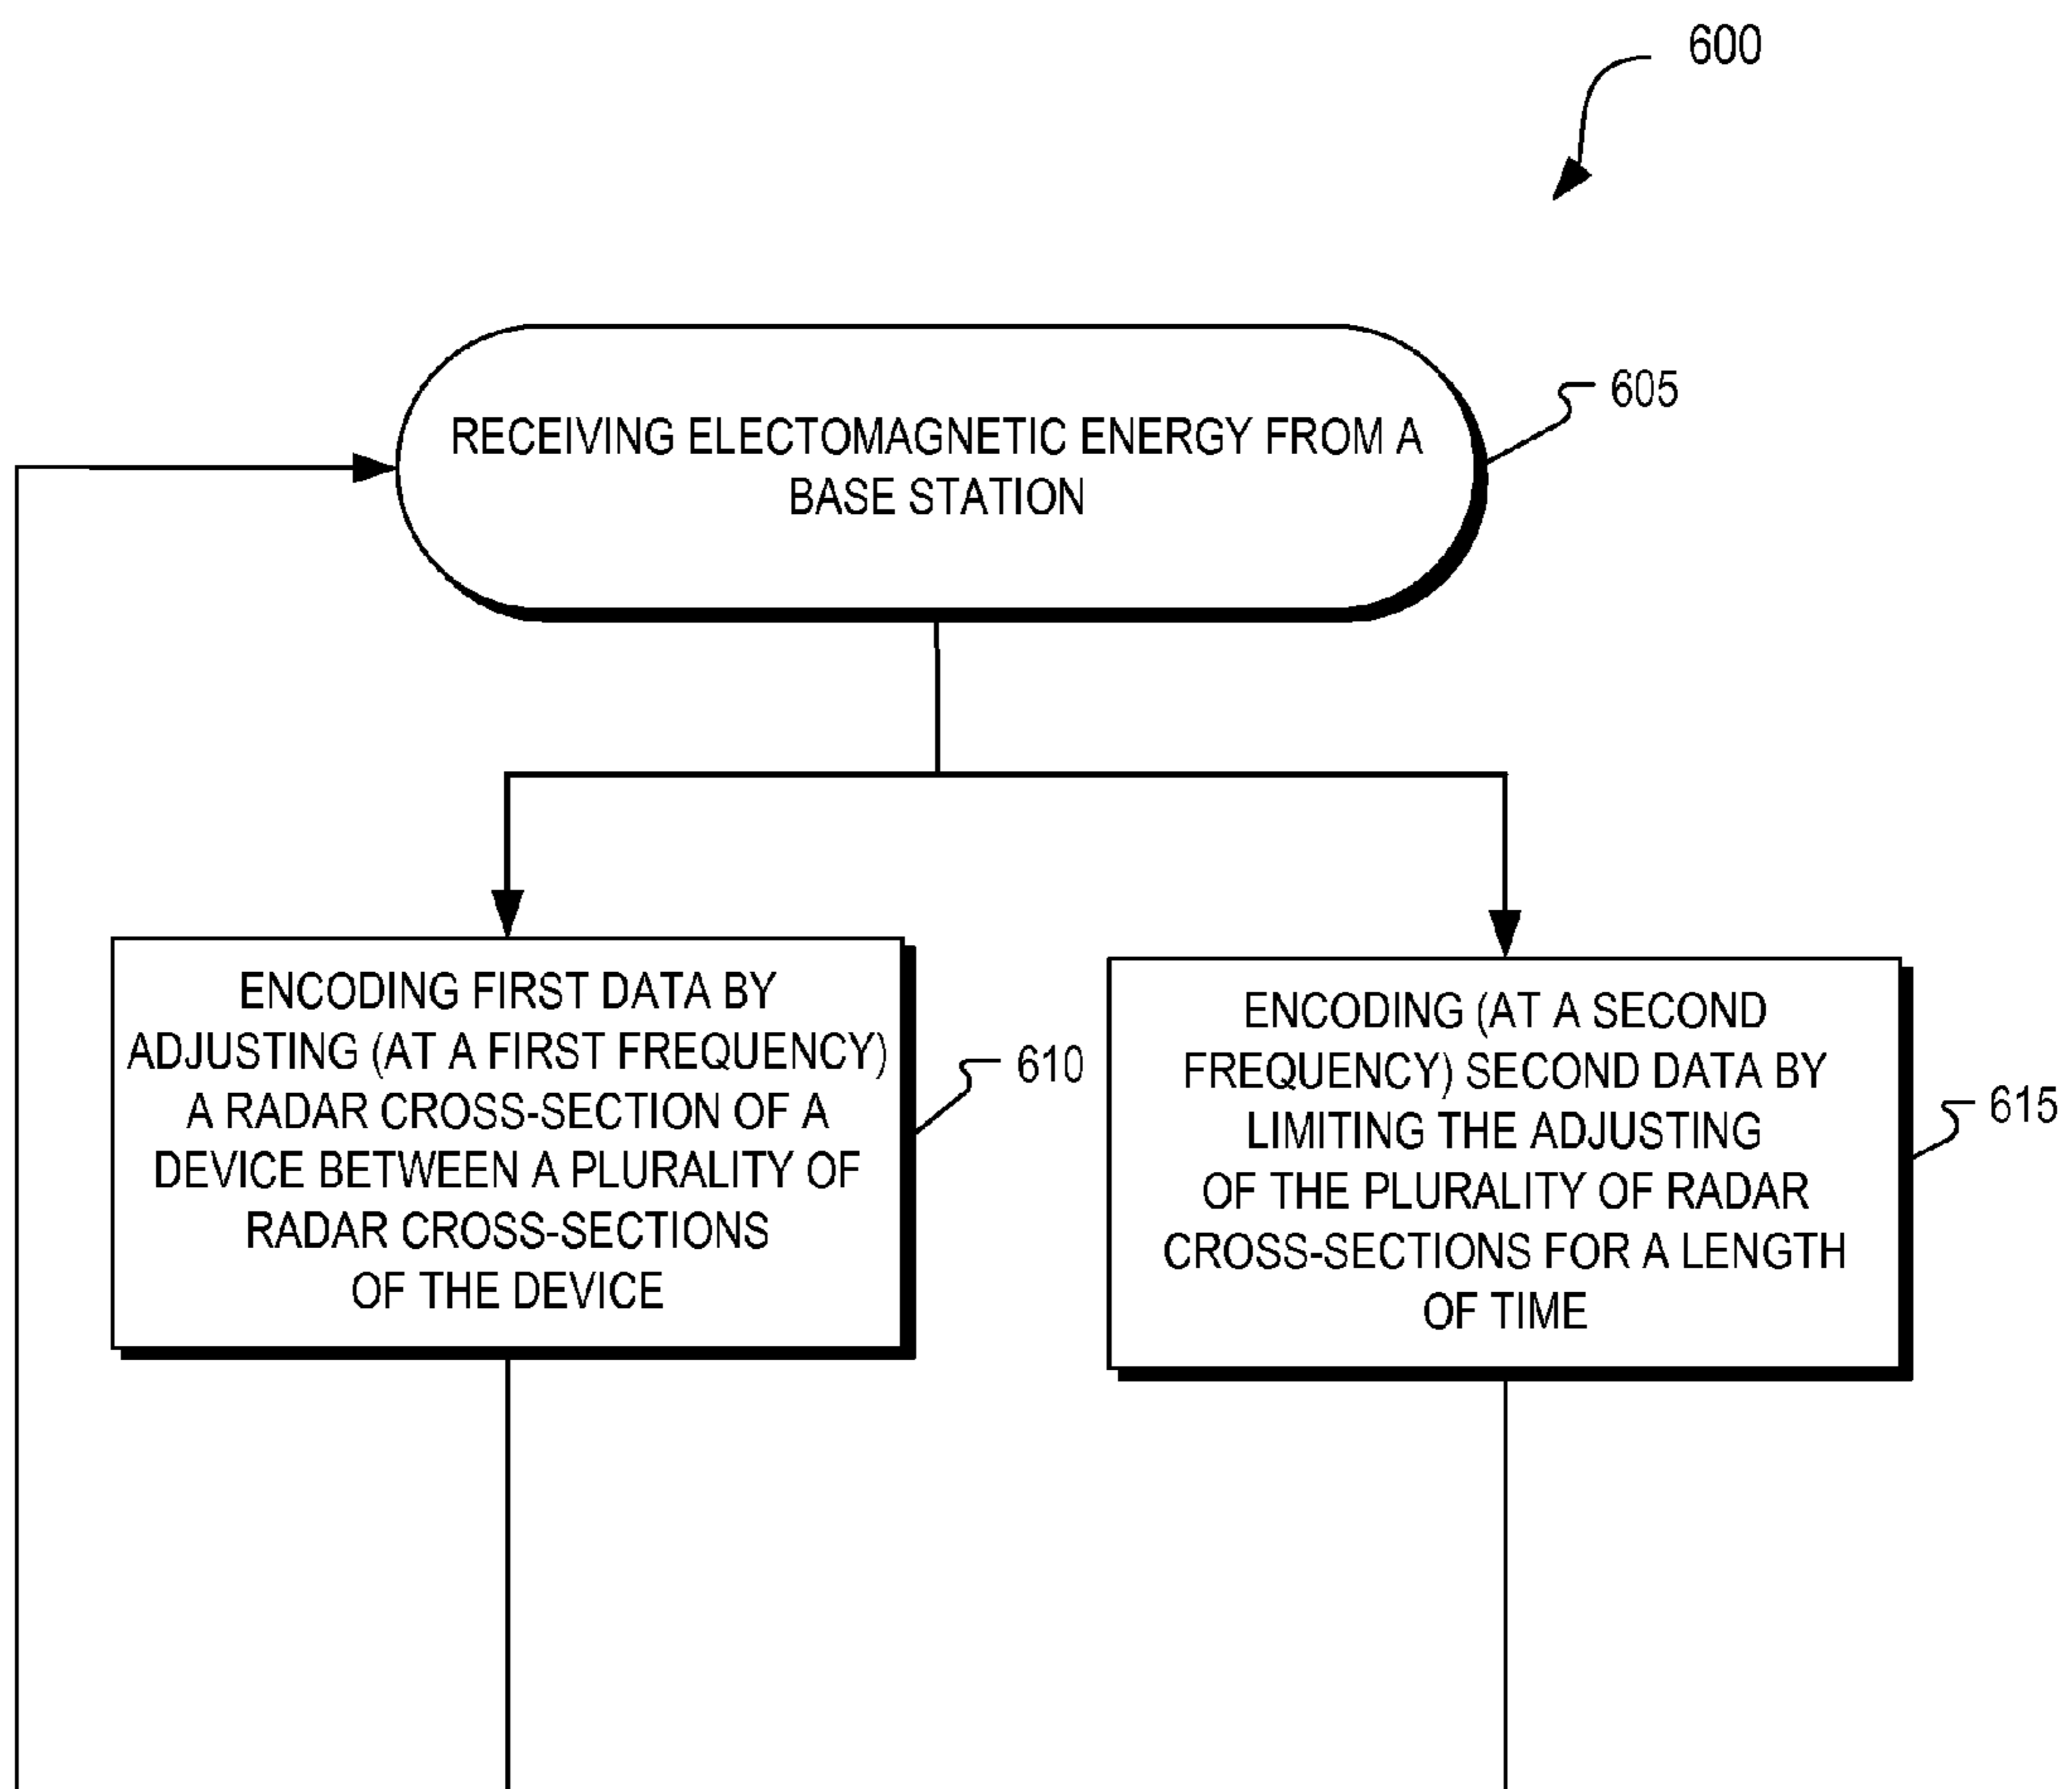 600
RECEIVING ELECTOMAGNETIC ENERGY FROM A
BASE STATION
605
ENCODING FIRST DATA BY
ADJUSTING (AT A FIRST FREQUENCY)
A RADAR CROSS-SECTION OF A
DEVICE BETWEEN A PLURALITY OF
RADAR CROSS-SECTIONS
OF THE DEVICE
610
ENCODING (AT A SECOND
FREQUENCY) SECOND DATA BY
LIMITING THE ADJUSTING
OF THE PLURALITY OF RADAR
CROSS-SECTIONS FOR A LENGTH
OF TIME
615